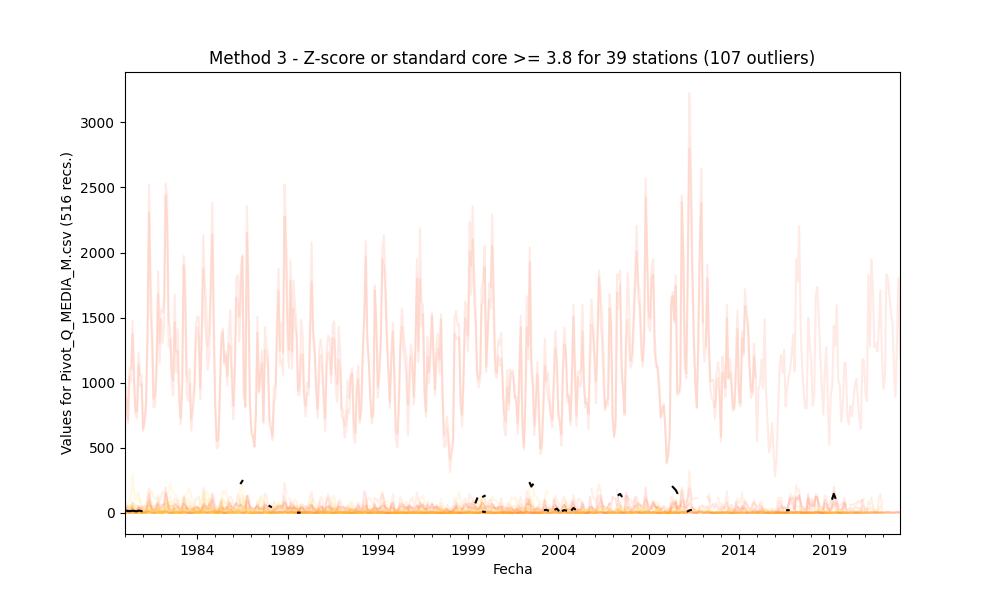 Method 3 - Z-score or standard core >= 3.8 for 39 stations (107 outliers)
Values for Pivot_Q_MEDIA_M.csv (516 recs.)
3000
2500
2000
1500
1000
500
0
1984 1989 1994 1999 2004 2009 2014 2019
Fecha